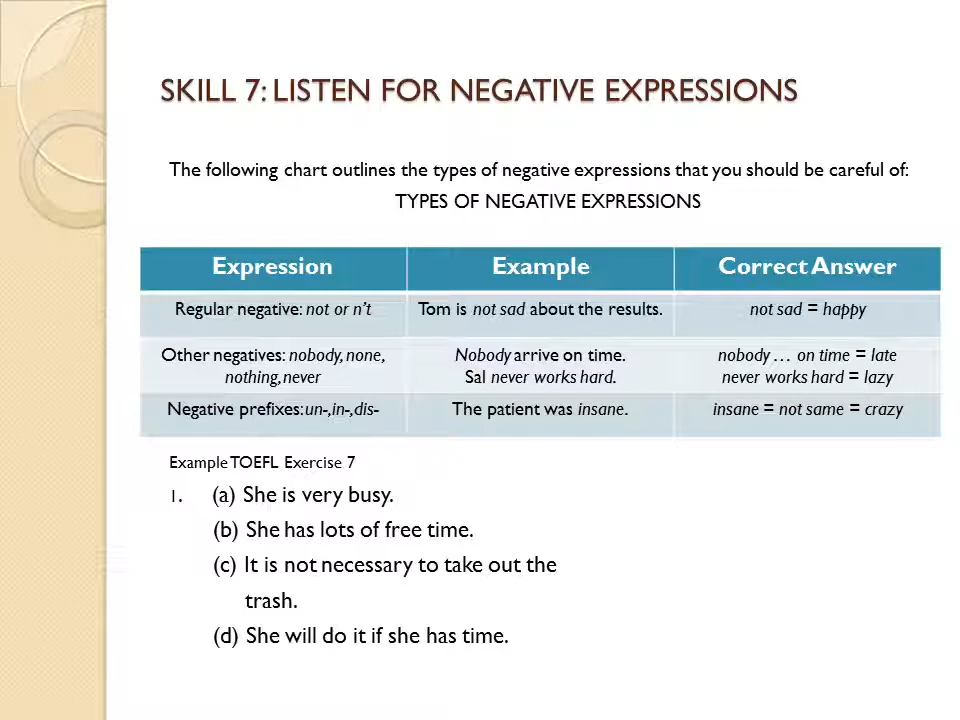 SKILL 7: LISTEN FOR NEGATIVE EXPRESSIONS
The following chart outlines the types of negative expressions that you should be careful of:
TYPES OF NEGATIVE EXPRESSIONS
Expression Example Correct Answer
Regular negative: not or n't Tom is not sad about the results. not sad = happy
Other negatives: nobody, none, Nobody arrive on time. nobody … on time = late
nothing, never Sal never works hard. never works hard = lazy
Negative prefixes: un-, in-, dis- The patient was insane. insane = not same = crazy
Example TOEFL Exercise 7
1. (a) She is very busy.
(b) She has lots of free time.
(c) It is not necessary to take out the
trash.
(d) She will do it if she has time.